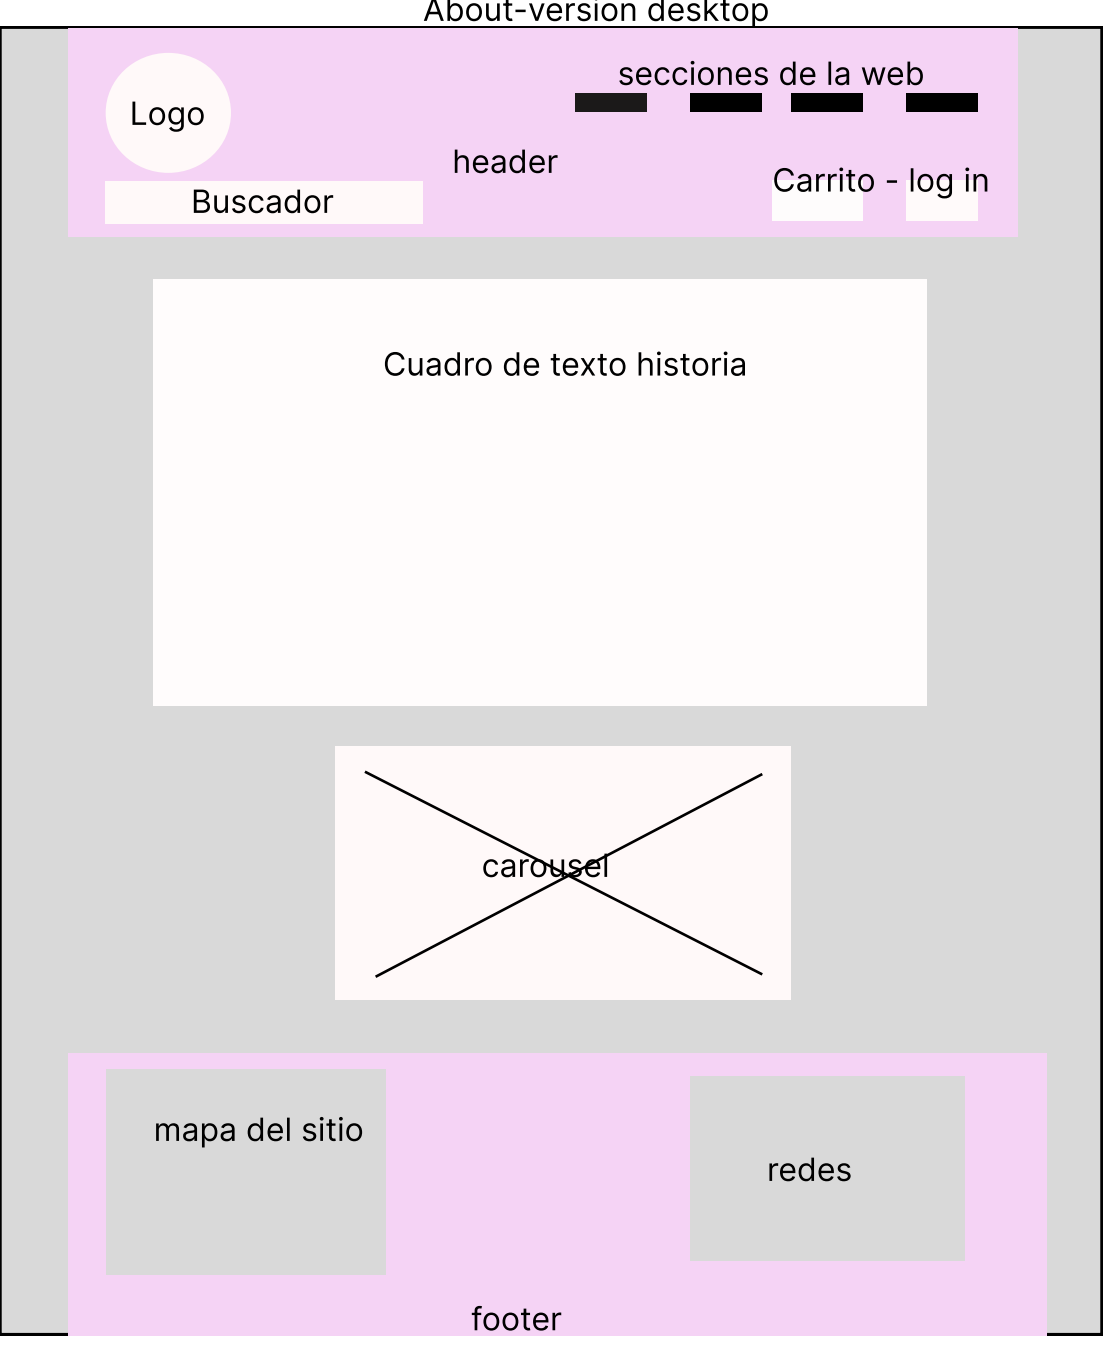 About-version desktop
secciones de la web
Logo
header
Carrito - log in
Buscador
Cuadro de texto historia
carousel
mapa del sitio
redes
footer